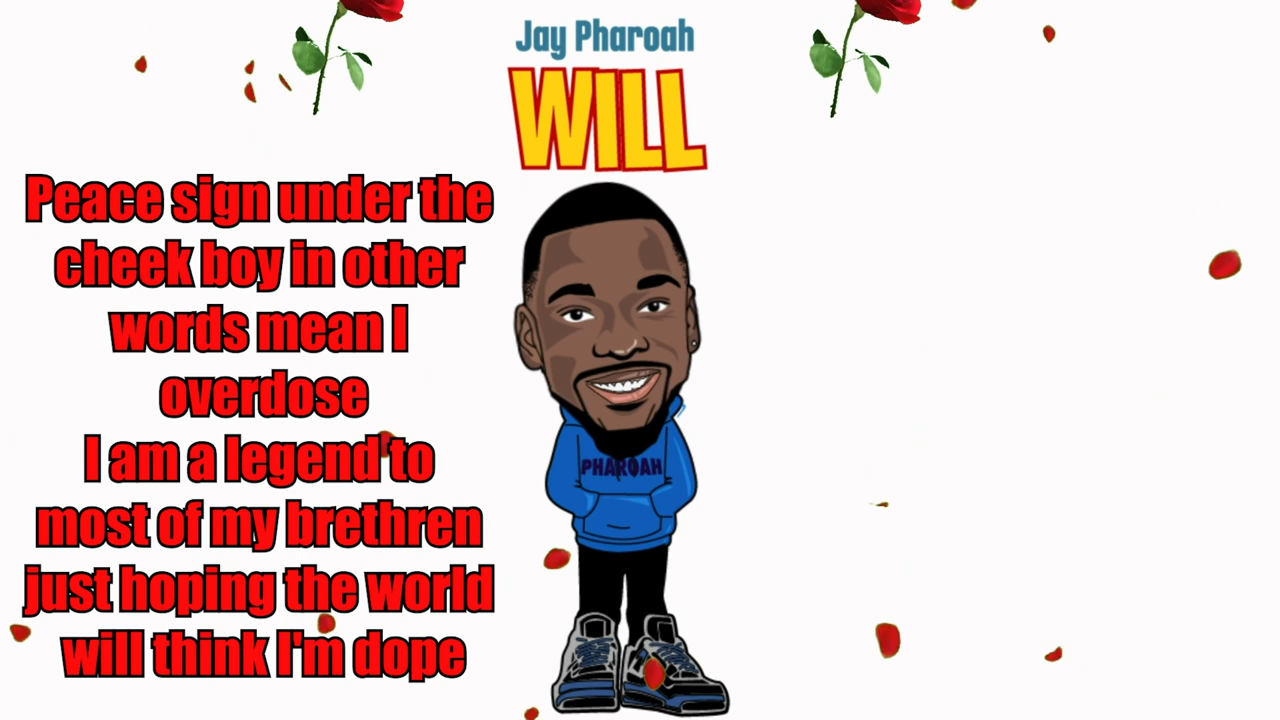 Jay Pharoah
WILL
Peace sign under the
cheek boy in other
words mean I
overdose
I am a legend to
most of my brethren
just hoping the world
will think I'm dope
PHAROAH